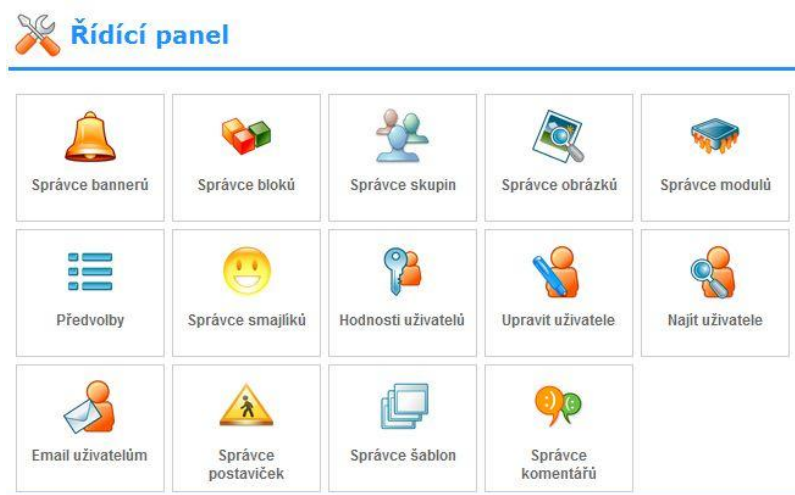 Řídící panel
Správce bannerů
Správce bloků
Správce skupin
Správce obrázků
Správce modulů
Předvolby
Správce smajlíků
Hodnosti uživatelů
Upravit uživatele
Najít uživatele
Email uživatelům
Správce
postaviček
Správce šablon
Správce
komentářů